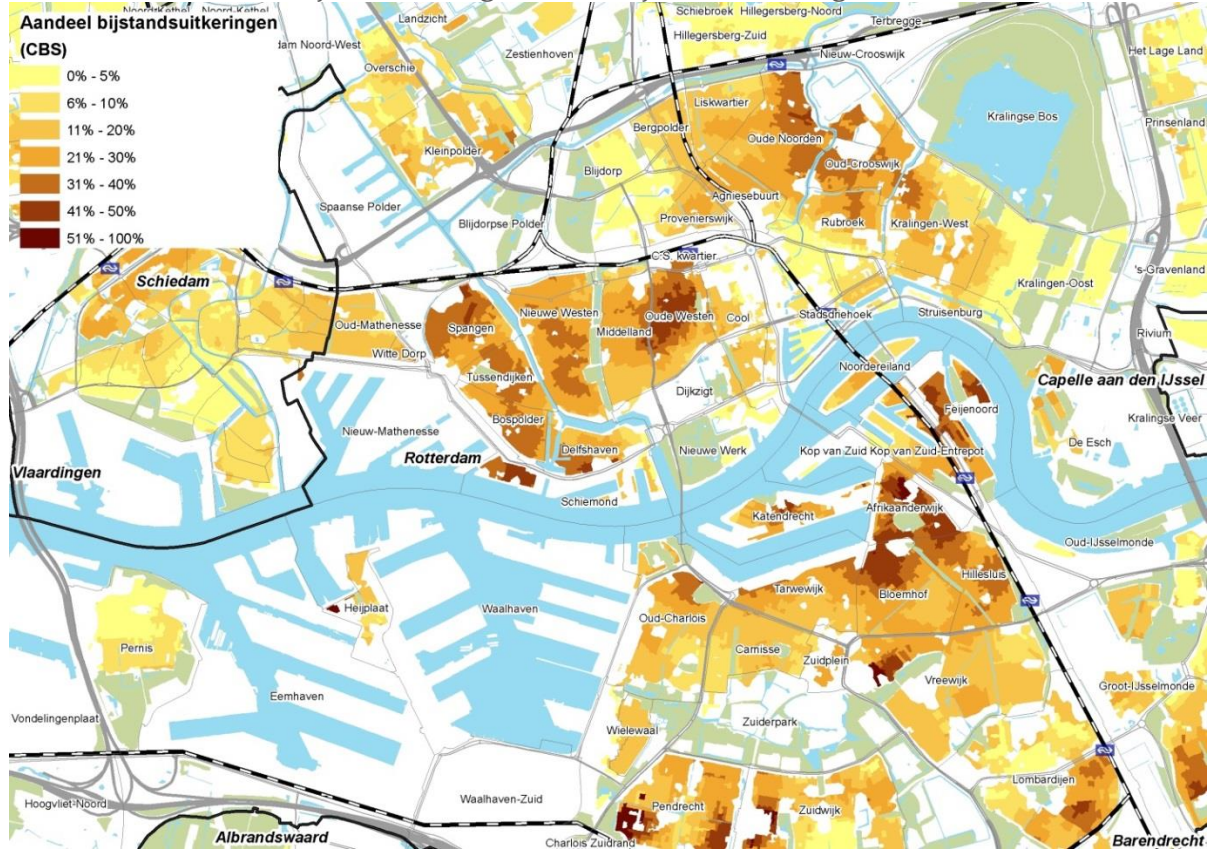 Aandeel bijstandsuitkeringen
(CBS)
0% - 5%
6% - 10%
11% - 20%
21% - 30%
31% - 40%
41% - 50%
51% - 100%
Landzicht
Noord-Kethel
dam Noord-West
Zestienhoven
Overschie
Schiebroek
Hillegersberg-Noord
Hillegersberg-Zuid
Terbregge
Nieuw-Crooswijk
Het Lage Land
Liskwartier
Bergpolder
Oude Noorden
Kralingse Bos
Prinsenland
Kleinpolder
Blijdorp
Oud-Crooswijk
Agniesebuurt
Spaanse Polder
Blijdorpse Polder
Provenierswijk
Rubroek
Kralingen-West
C.S. kwartier
's-Gravenland
Schiedam
Kralingen-Oost
Oud-Mathenesse
Spangen
Nieuwe Westen
Middelland
Oude Westen
Cool
Stadsdriehoek
Struisenburg
Rivium
Witte Dorp
Tussendijken
Noordereiland
Dijkzigt
Capelle aan den IJssel
Feijenoord
Kralingse Veer
Bospolder
Nieuw-Mathenesse
De Esch
Delfshaven
Nieuwe Werk
Kop van Zuid
Kop van Zuid-Entrepot
Rotterdam
Vlaardingen
Schiemond
Katendrecht
Afrikaanderwijk
Oud-IJsselmonde
Hillesluis
Tarwewijk
Bloemhof
Heijplaat
Waalhaven
Oud-Charlois
Pernis
Carnisse
Zuidplein
Vreewijk
Groot-IJsselmonde
Eemhaven
Vondelingenplaat
Zuiderpark
Wielewaal
Lombardijen
Hoogvliet-Noord
Waalhaven-Zuid
Pendrecht
Zuidwijk
Albrandswaard
Charlois Zuidrand
Barendrecht